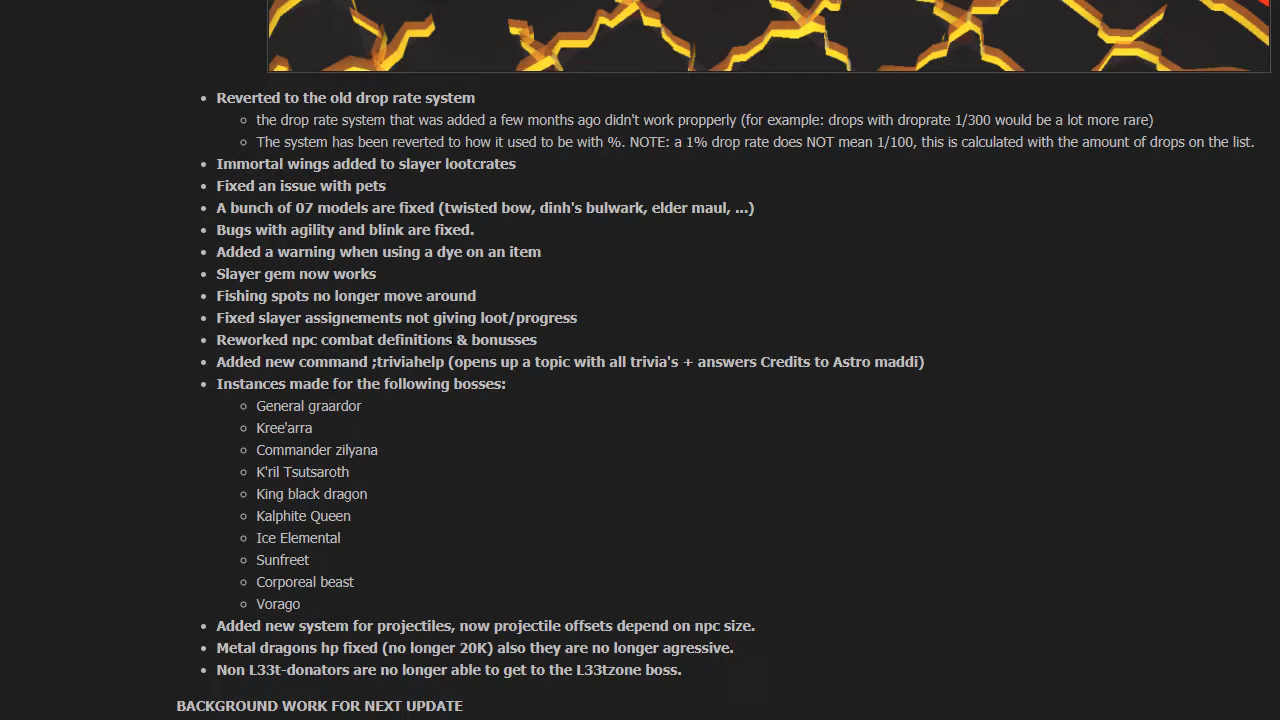 Reverted to the old drop rate system
the drop rate system that was added a few months ago didn't work propperly (for example: drops with droprate 1/300 would be a lot more rare)
The system has been reverted to how it used to be with %. NOTE: a 1% drop rate does NOT mean 1/100, this is calculated with the amount of drops on the list.
Immortal wings added to slayer lootcrates
Fixed an issue with pets
A bunch of 07 models are fixed (twisted bow, dinh's bulwark, elder maul, ...)
Bugs with agility and blink are fixed.
Added a warning when using a dye on an item
Slayer gem now works
Fishing spots no longer move around
Fixed slayer assignements not giving loot/progress
Reworked npc combat definitions & bonusses
Added new command ;triviahelp (opens up a topic with all trivia's + answers Credits to Astro maddi)
Instances made for the following bosses:
General graardor
Kree'arra
Commander zilyana
K'ril Tsutsaroth
King black dragon
Kalphite Queen
Ice Elemental
Sunfreet
Corporeal beast
Vorago
Added new system for projectiles, now projectile offsets depend on npc size.
Metal dragons hp fixed (no longer 20K) also they are no longer agressive.
Non L33t-donators are no longer able to get to the L33tzone boss.
BACKGROUND WORK FOR NEXT UPDATE